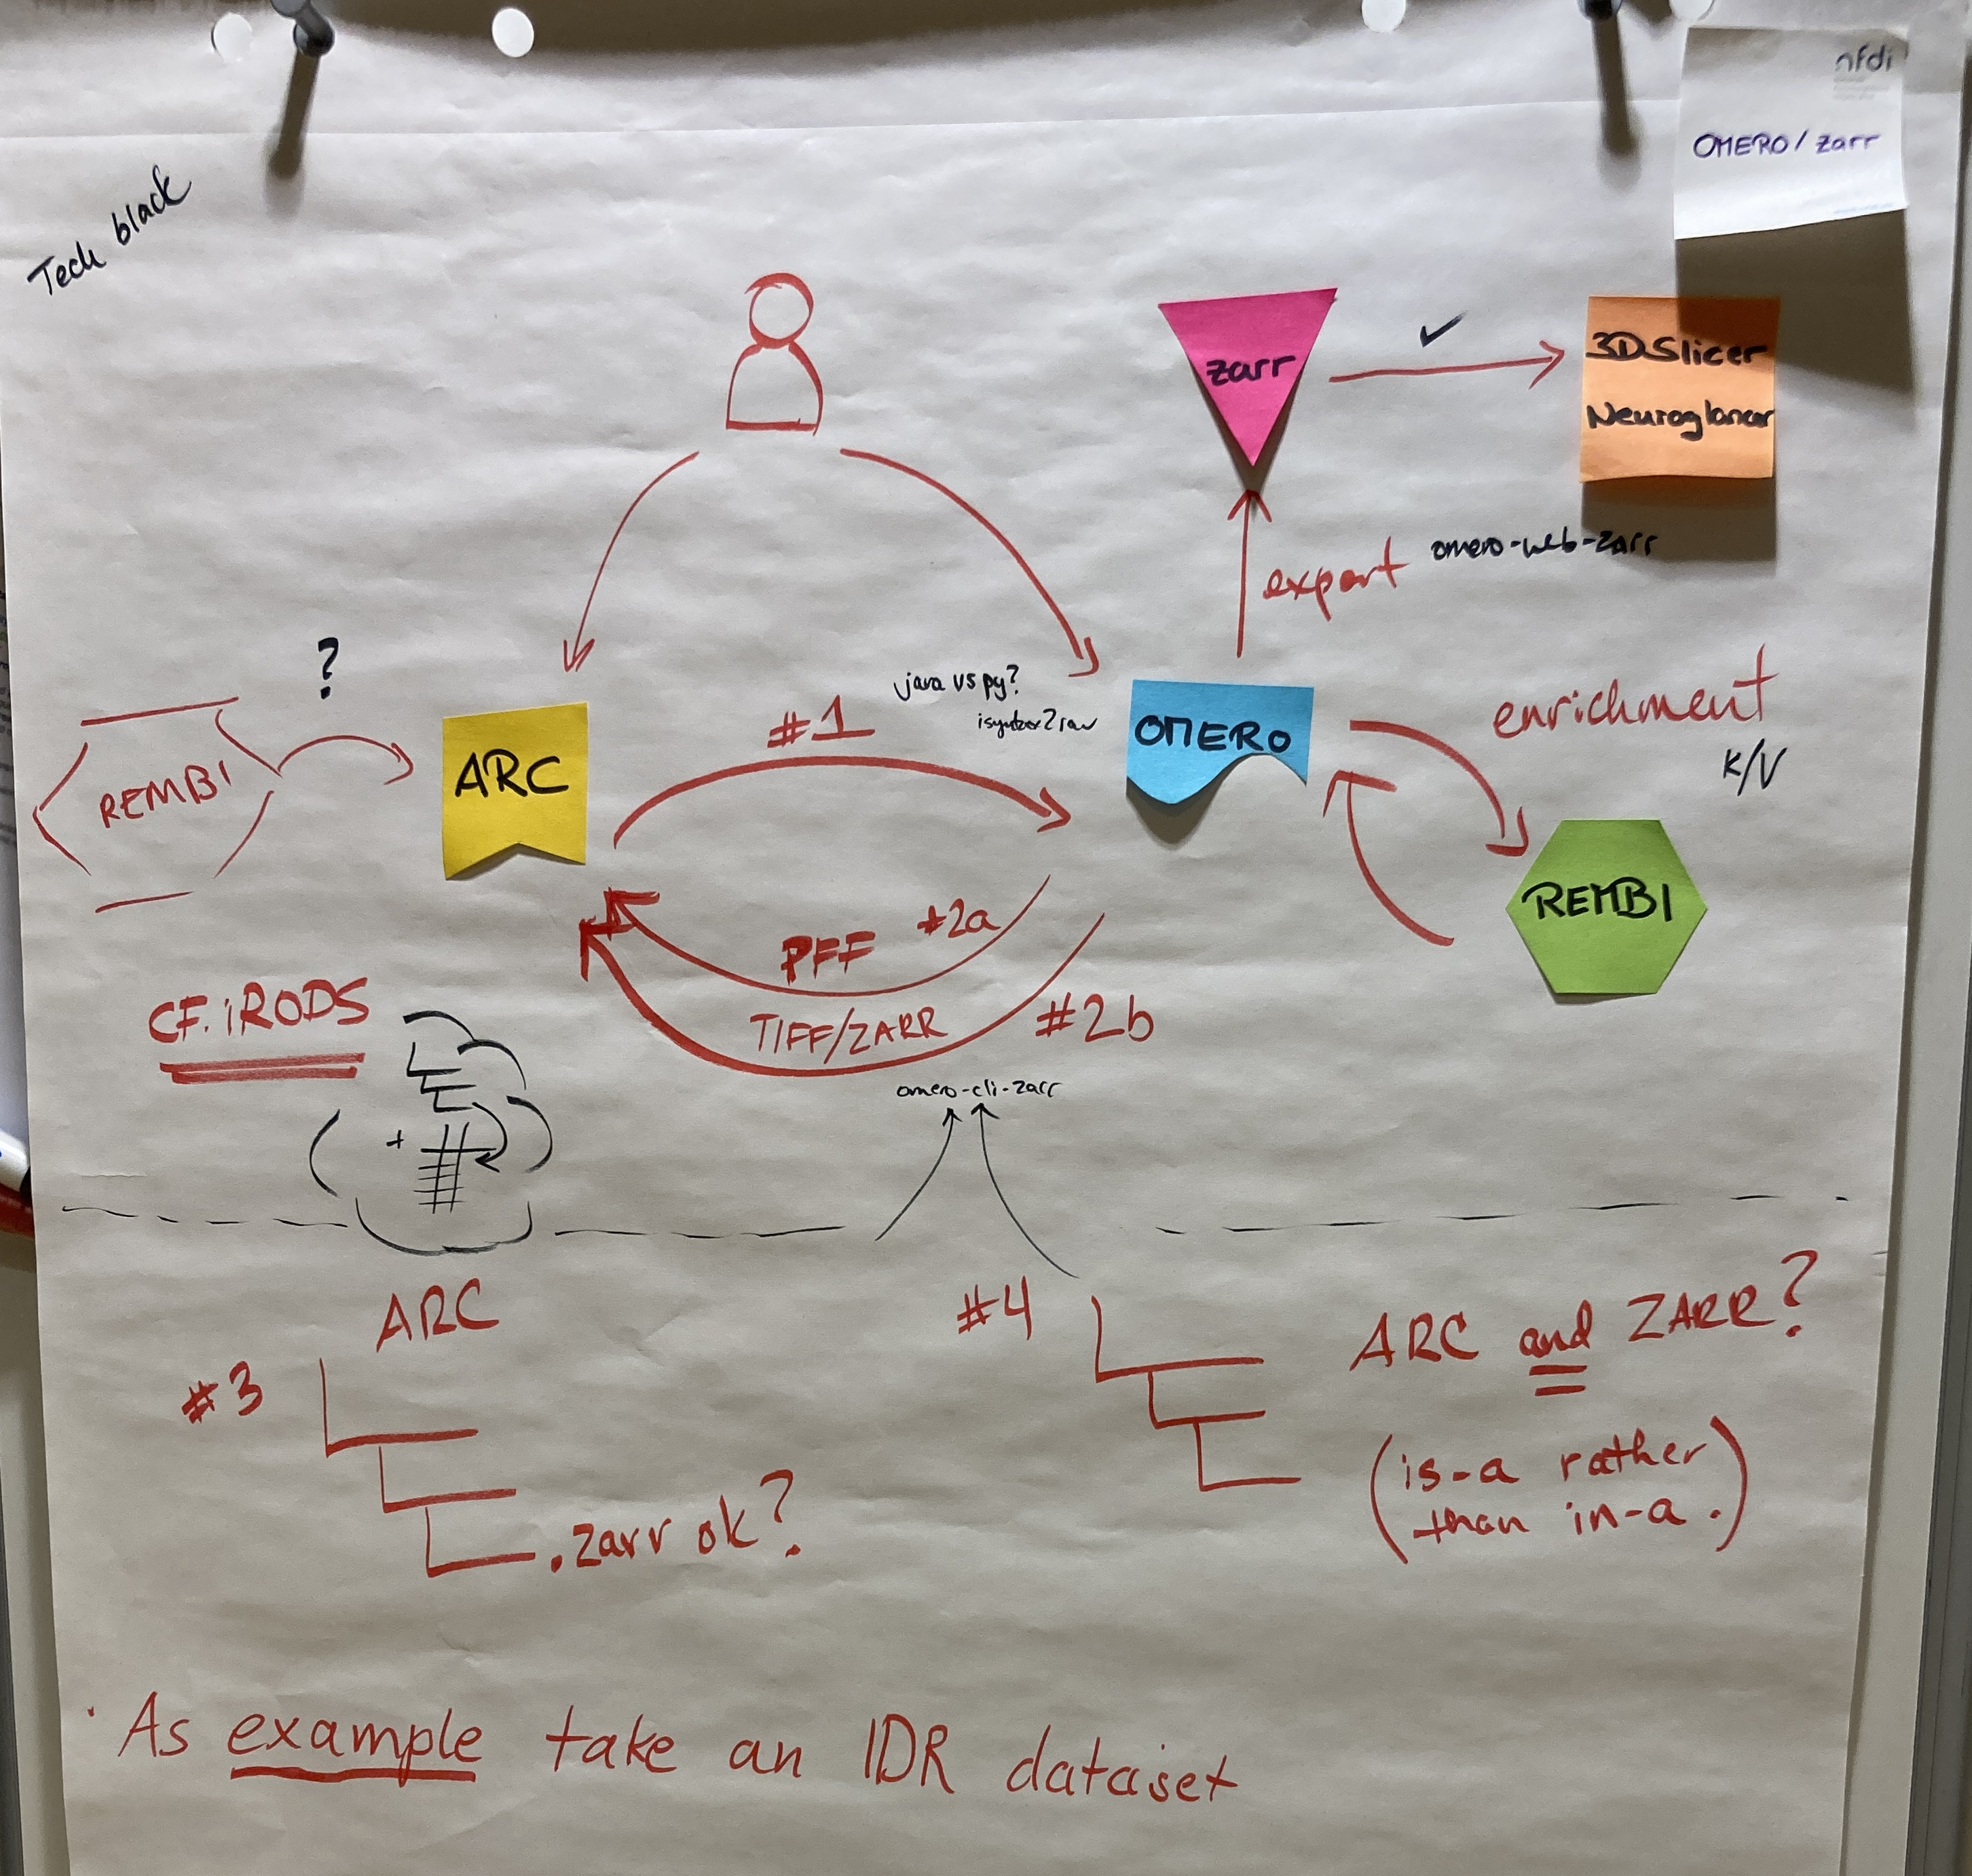 nfdi
OMERO / zarr
Tech black
zarr
✓
3DSlicer
Neuroglancer
export
omero-web-zarr
?
REMBI
ARC
#1
java vs py?
OMERO
enrichment
K/V
REMBI
#2a
PFF
TIFF/ZARR
#2b
CF. iRODS
omero-cli-zarr
+
ARC
#3
.zarr ok?
#4
ARC and ZARR?
(is-a rather
than in-a.)
· As example take an IDR dataset